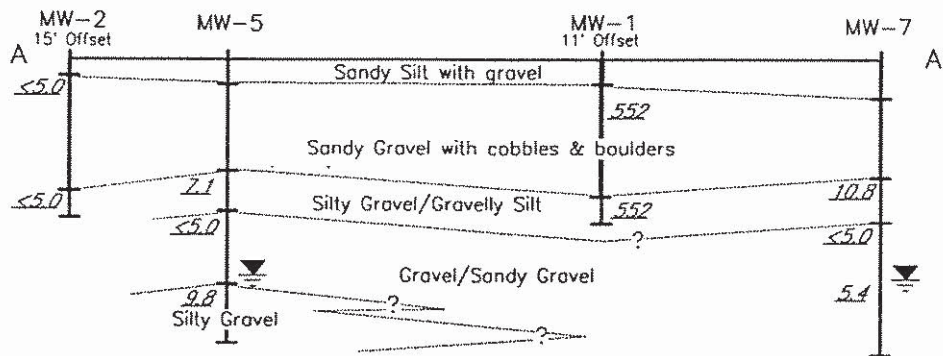 MW-2
15' Offset
MW-5
MW-1
11' Offset
MW-7
A
A
Sandy Silt with gravel
<5.0
552
Sandy Gravel with cobbles & boulders
<5.0
7.1
10.8
Silty Gravel/Gravelly Silt
552
<5.0
<5.0
?
Gravel/Sandy Gravel
9.8
5.4
?
Silty Gravel
?